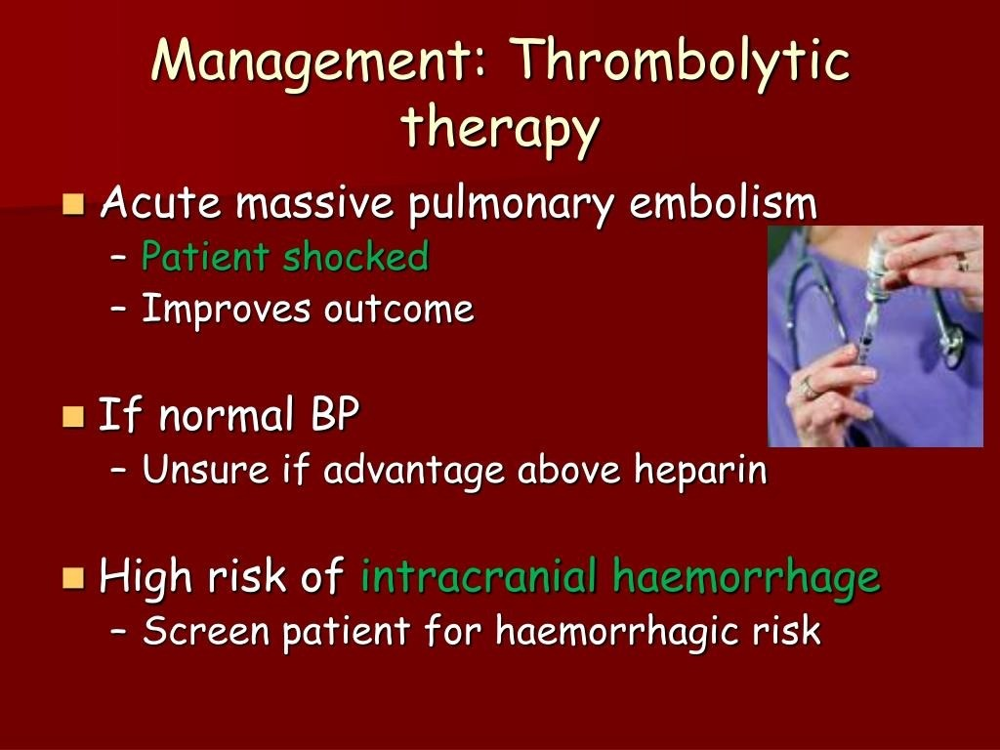 Management: Thrombolytic
therapy
Acute massive pulmonary embolism
– Patient shocked
– Improves outcome
If normal BP
– Unsure if advantage above heparin
High risk of intracranial haemorrhage
– Screen patient for haemorrhagic risk